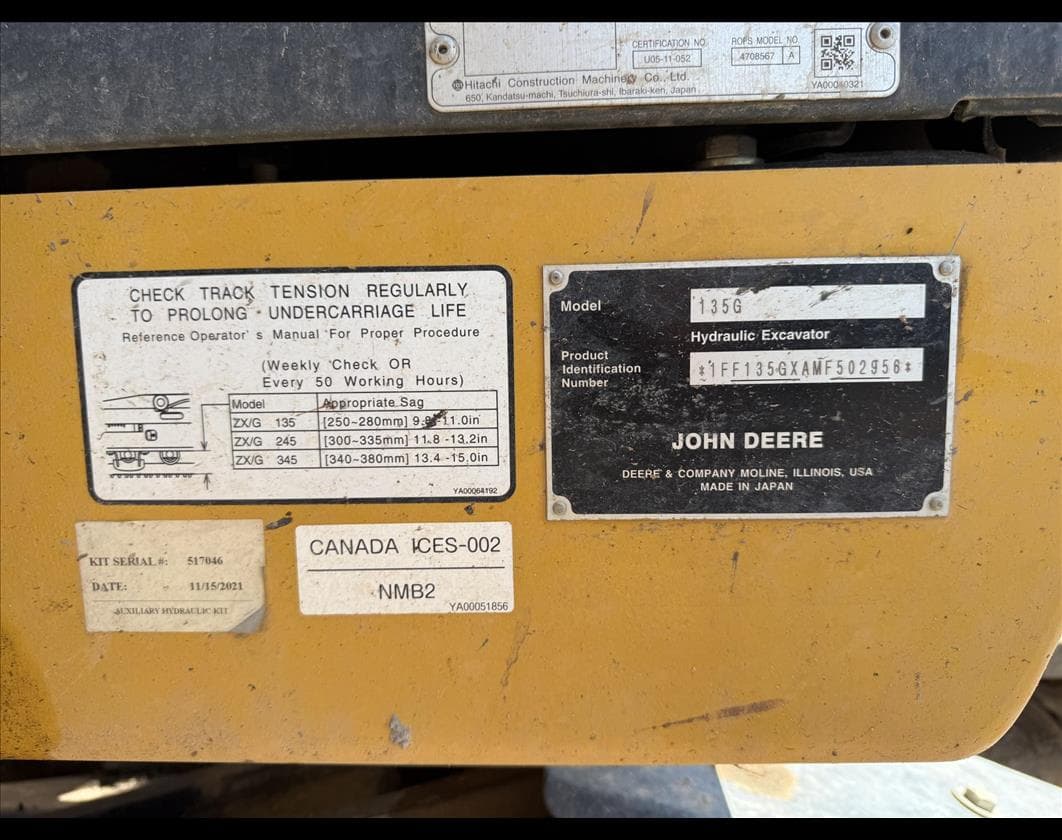 CERTIFICATION NO.
U05-11-052
ROPS MODEL NO.
4708567 A
Hitachi Construction Machinery Co., Ltd.
650, Kandatsu-machi, Tsuchiura-shi, Ibaraki-ken, Japan
YA00040321
CHECK TRACK TENSION REGULARLY
TO PROLONG UNDERCARRIAGE LIFE
Reference Operator's Manual For Proper Procedure
(Weekly Check OR
Every 50 Working Hours)
Model Appropriate Sag
ZX/G 135 [250~280mm] 9.8-11.0in
ZX/G 245 [300~335mm] 11.8-13.2in
ZX/G 345 [340~380mm] 13.4-15.0in
YA00064192
Model
135G
Hydraulic Excavator
Product
Identification
Number
*1FF135GXAMF502956*
JOHN DEERE
DEERE & COMPANY MOLINE, ILLINOIS, USA
MADE IN JAPAN
KIT SERIAL #: 517046
DATE: 11/15/2021
AUXILIARY HYDRAULIC KIT
CANADA ICES-002
NMB2
YA00051856